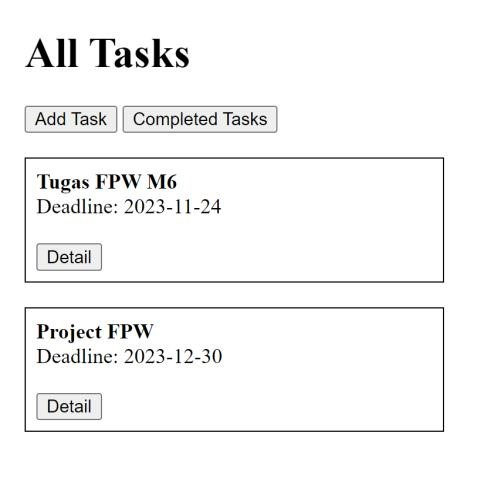 All Tasks
Add Task Completed Tasks
Tugas FPW M6
Deadline: 2023-11-24
Detail
Project FPW
Deadline: 2023-12-30
Detail